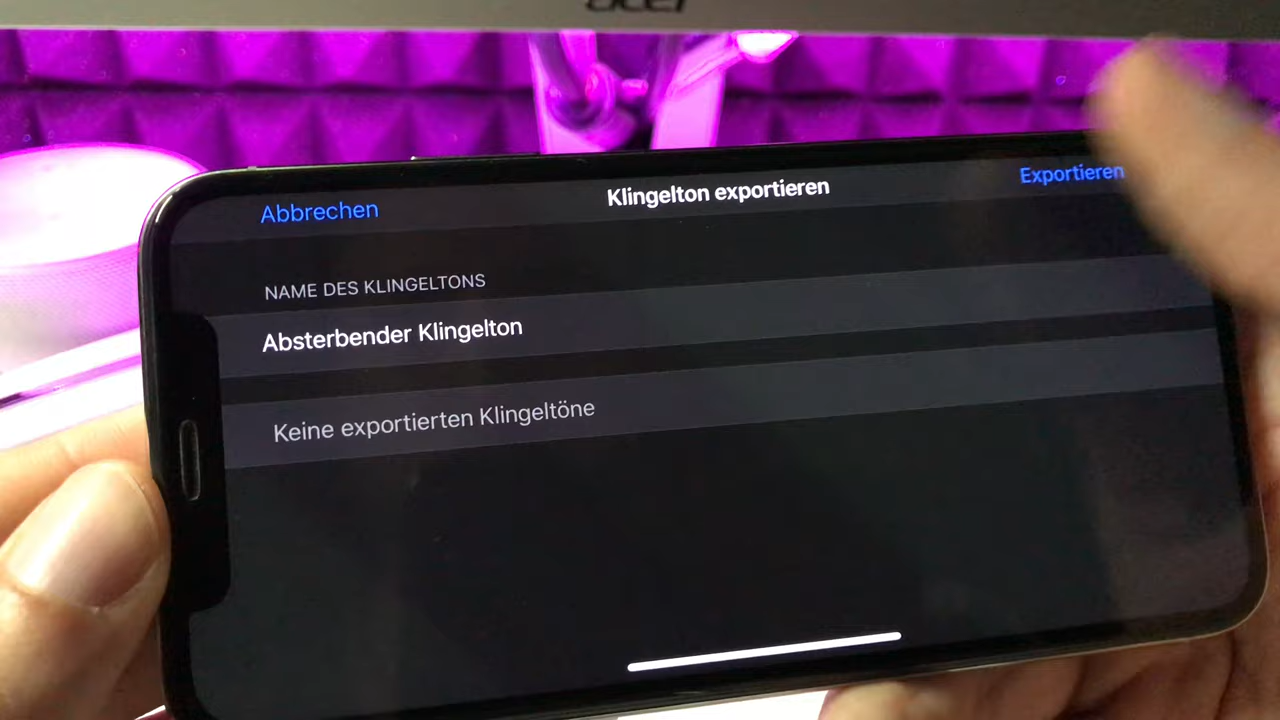 acer
Abbrechen
Klingelton exportieren
Exportieren
NAME DES KLINGELTONS
Absterbender Klingelton
Keine exportierten Klingeltöne